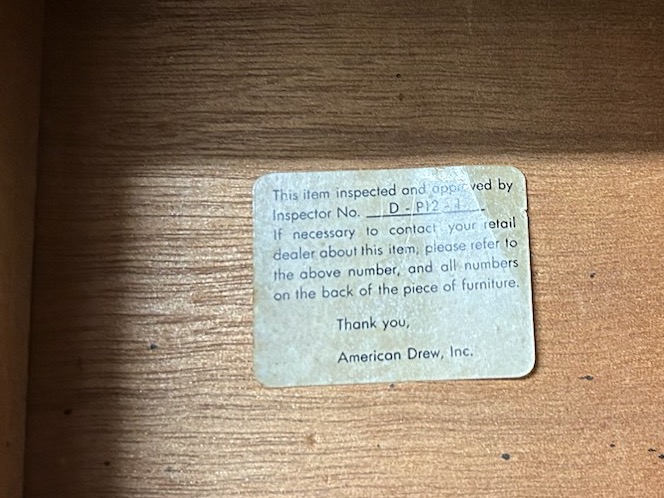 This item inspected and approved by
Inspector No. D - P12
If necessary to contact your retail
dealer about this item, please refer to
the above number, and all numbers
on the back of the piece of furniture.
Thank you,
American Drew, Inc.